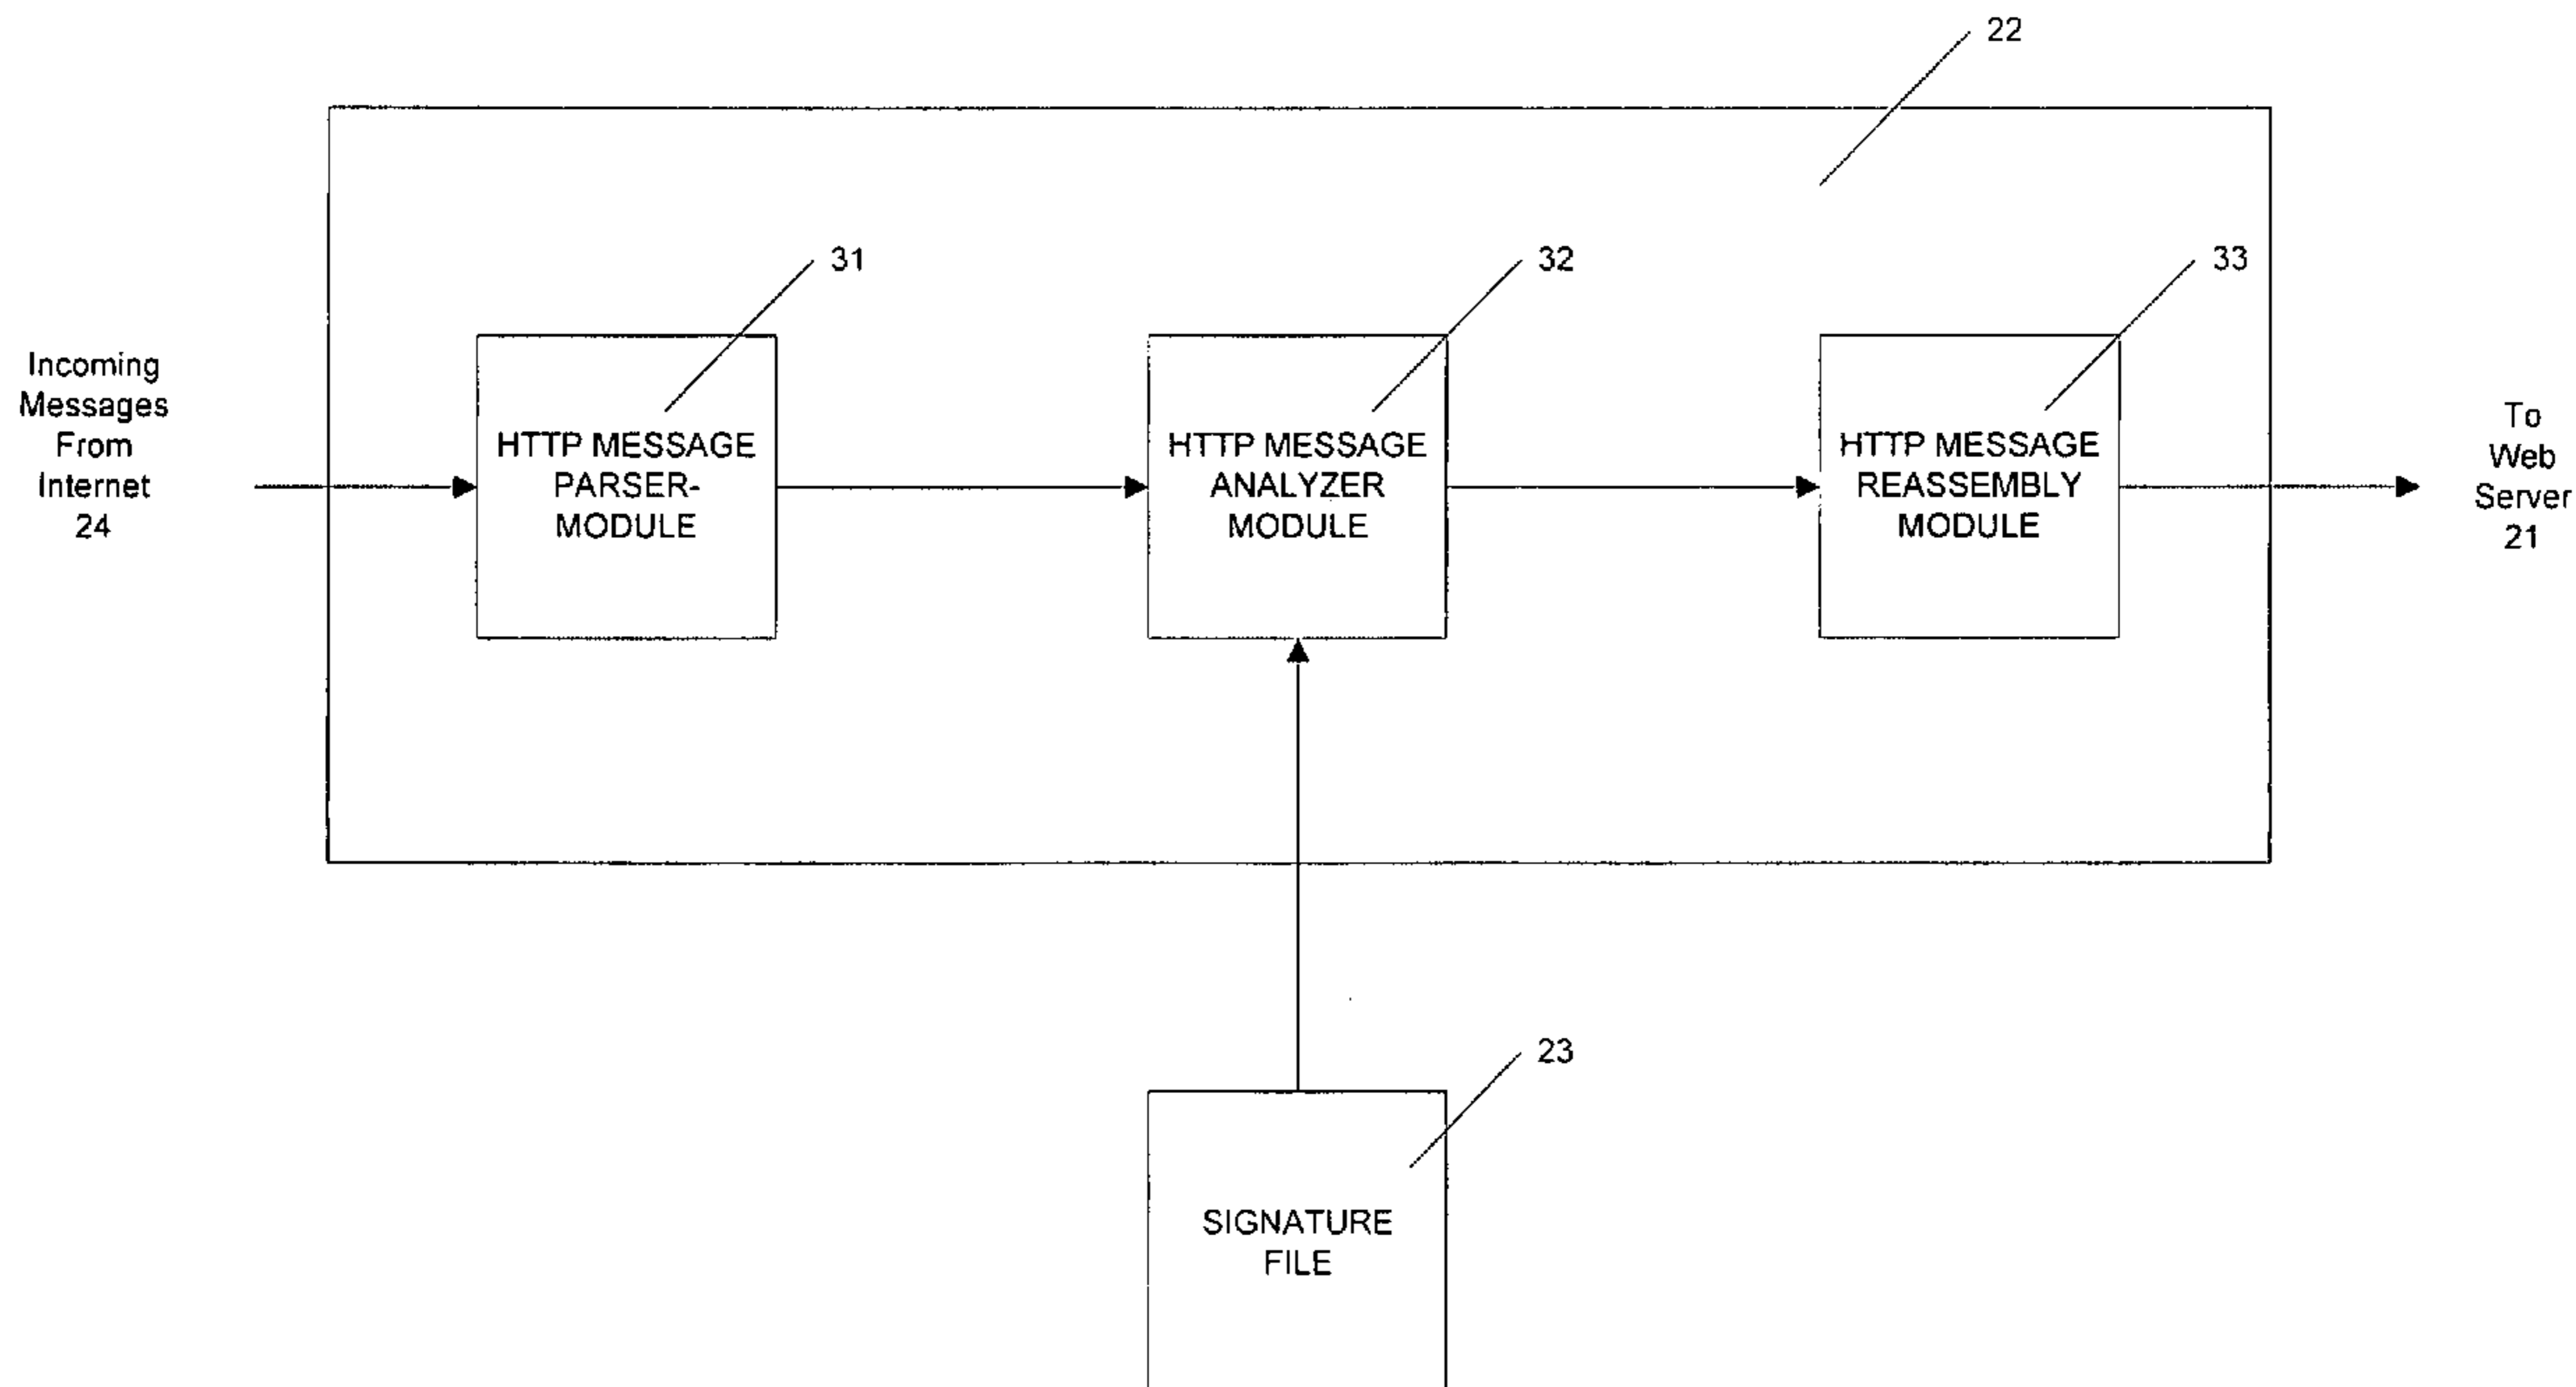 22
31
32
33
Incoming
Messages
From
Internet
24
HTTP MESSAGE
PARSER-
MODULE
HTTP MESSAGE
ANALYZER
MODULE
HTTP MESSAGE
REASSEMBLY
MODULE
To
Web
Server
21
23
SIGNATURE
FILE